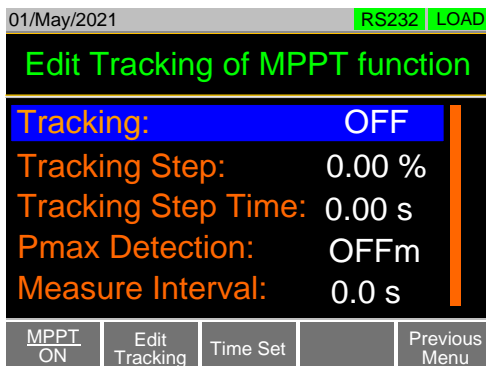 01/May/2021 RS232 LOAD
Edit Tracking of MPPT function
Tracking: OFF
Tracking Step: 0.00 %
Tracking Step Time: 0.00 s
Pmax Detection: OFFm
Measure Interval: 0.0 s
MPPT ON Edit Tracking Time Set Previous Menu